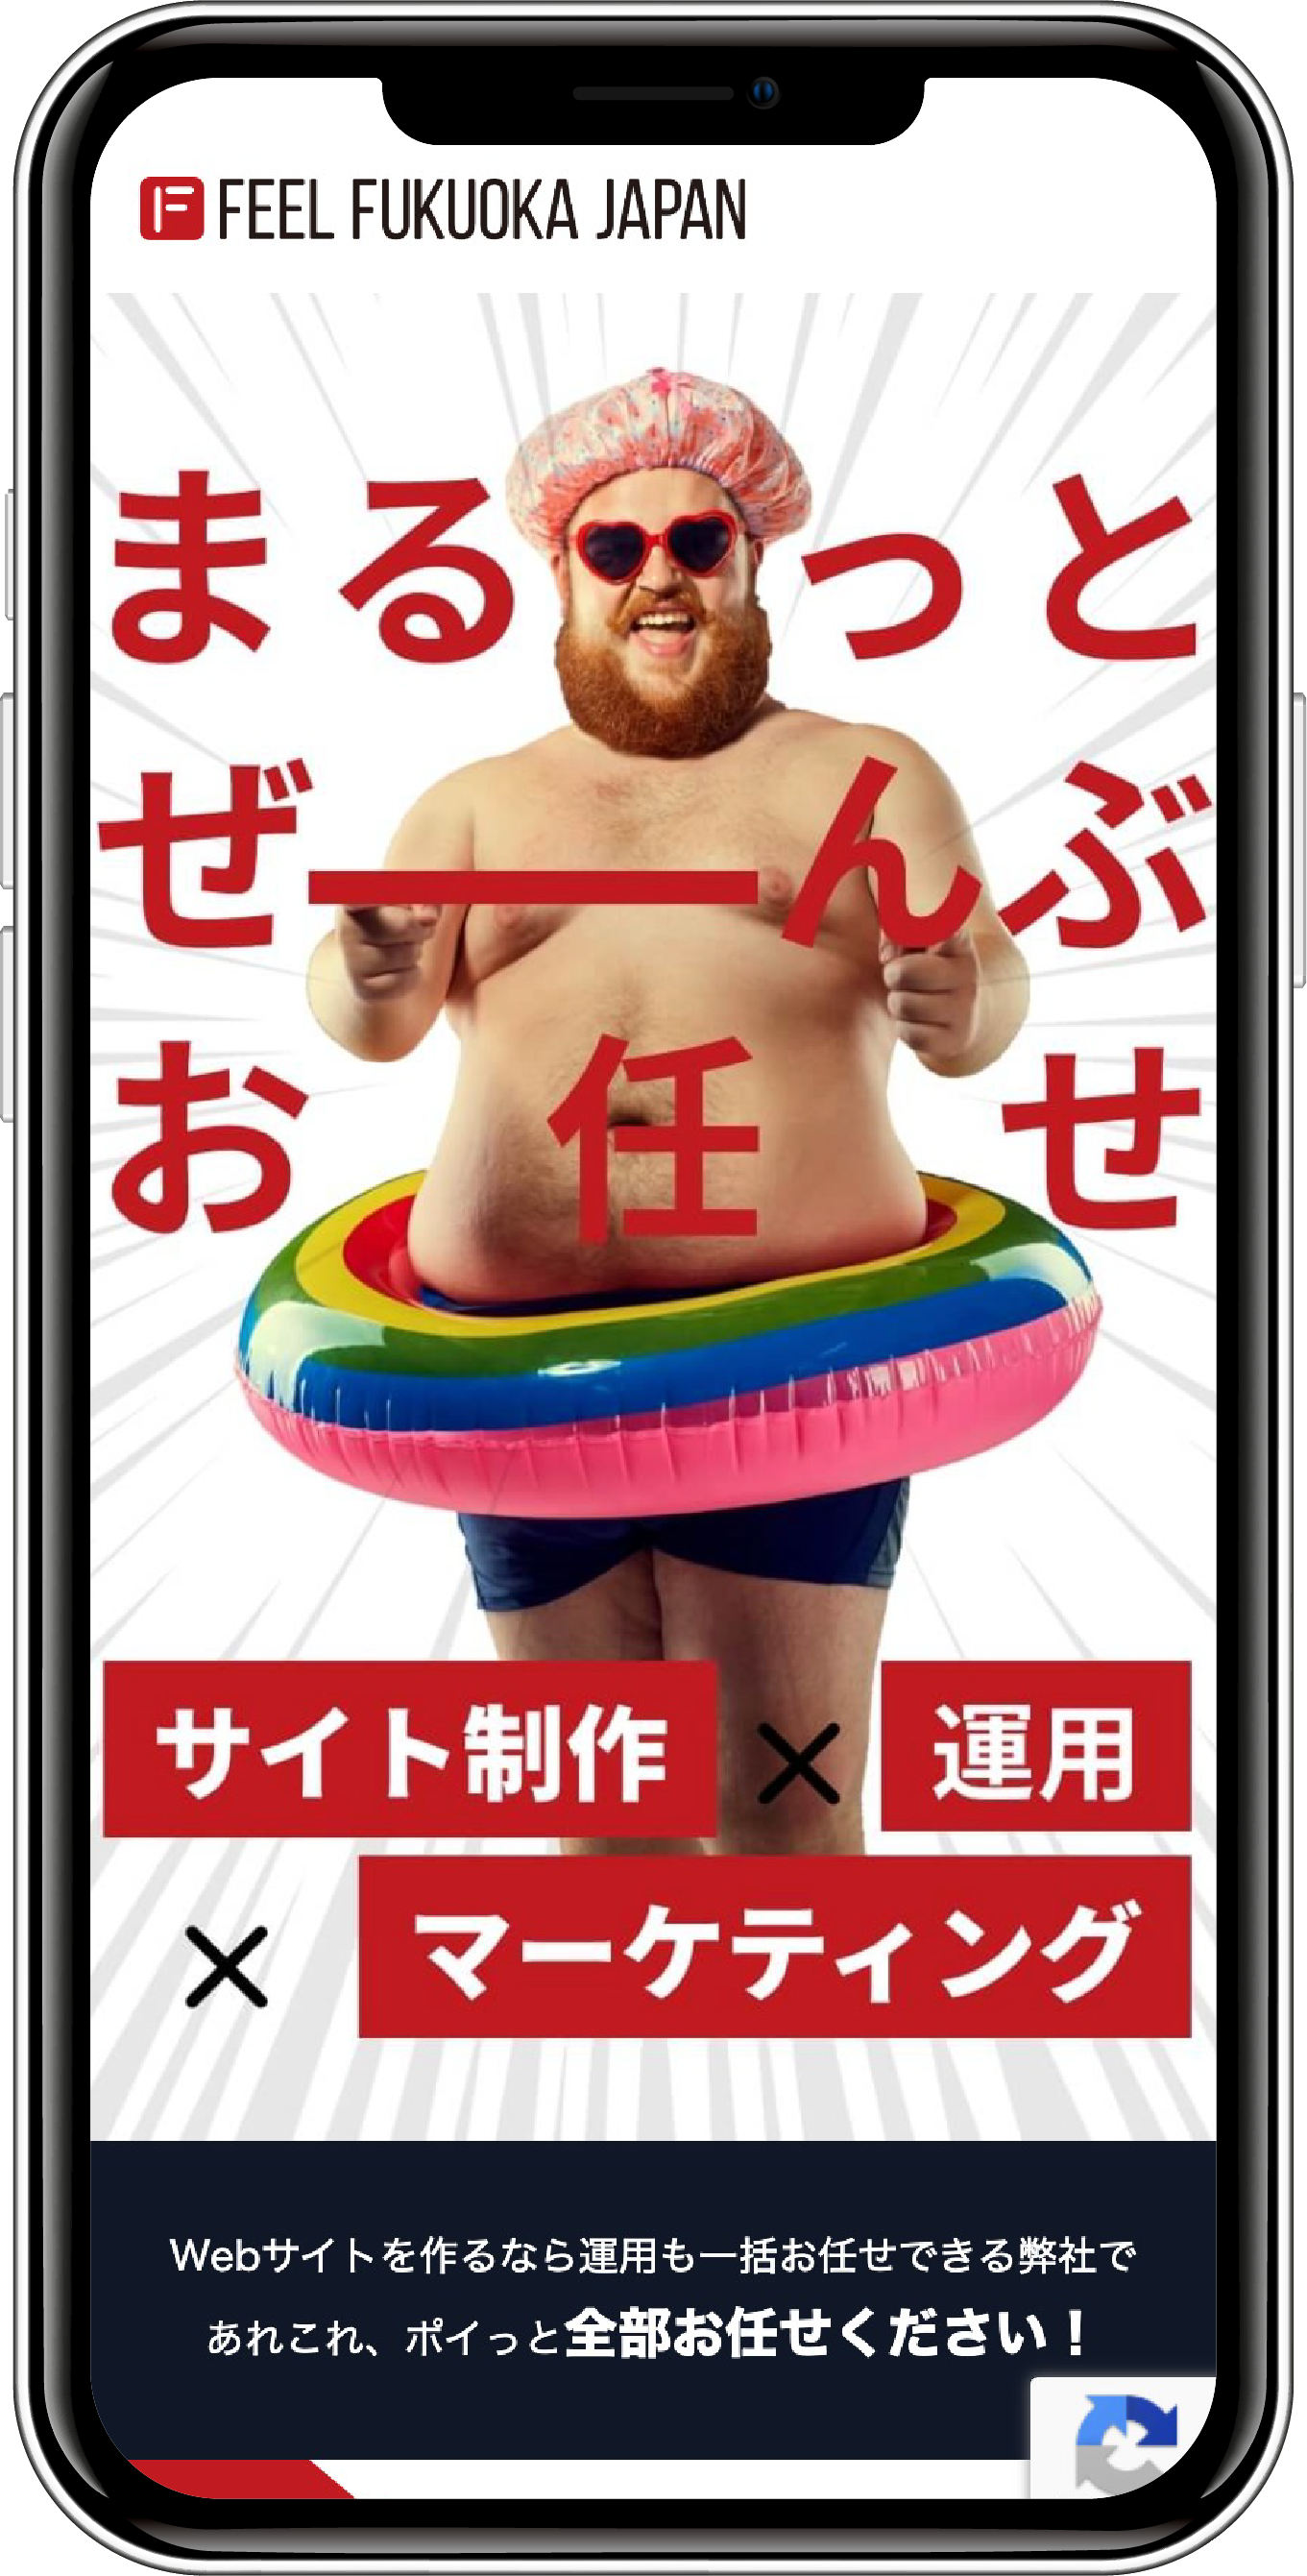 FEEL FUKUOKA JAPAN
まるっと
ぜーんぶ
お任せ
サイト制作 × 運用
× マーケティング
Webサイトを作るなら運用も一括お任せできる弊社で
あれこれ、ポイっと全部お任せください！